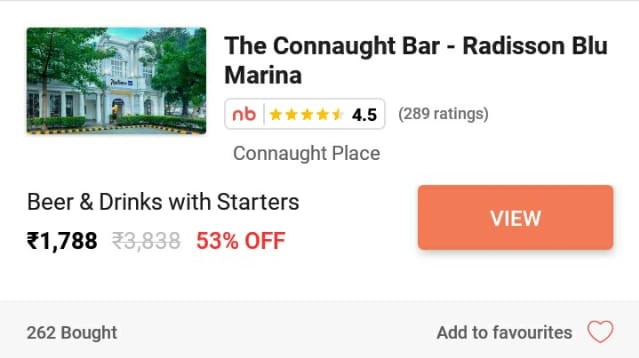 The Connaught Bar - Radisson Blu
Marina
nb 4.5 (289 ratings)
Connaught Place
Beer & Drinks with Starters
₹1,788 ₹3,838 53% OFF
VIEW
262 Bought
Add to favourites
Radisson